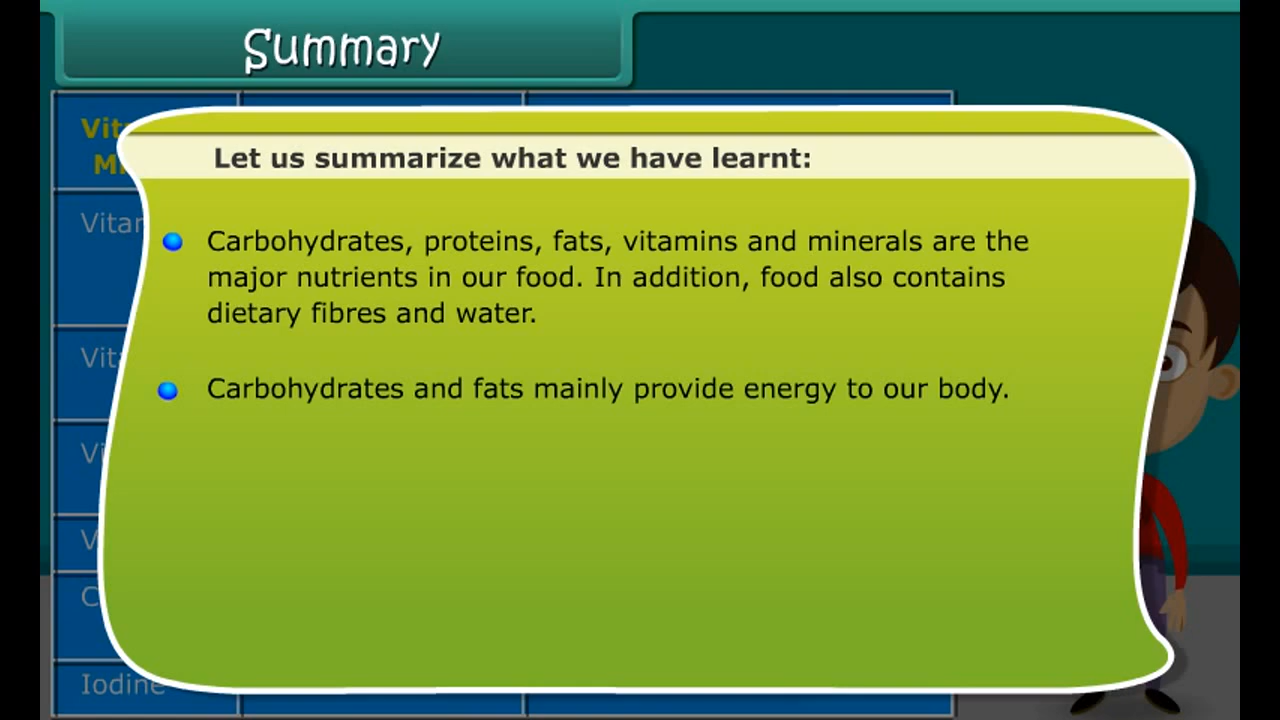 Summary
Let us summarize what we have learnt:
Carbohydrates, proteins, fats, vitamins and minerals are the
major nutrients in our food. In addition, food also contains
dietary fibres and water.
Carbohydrates and fats mainly provide energy to our body.
Iodine